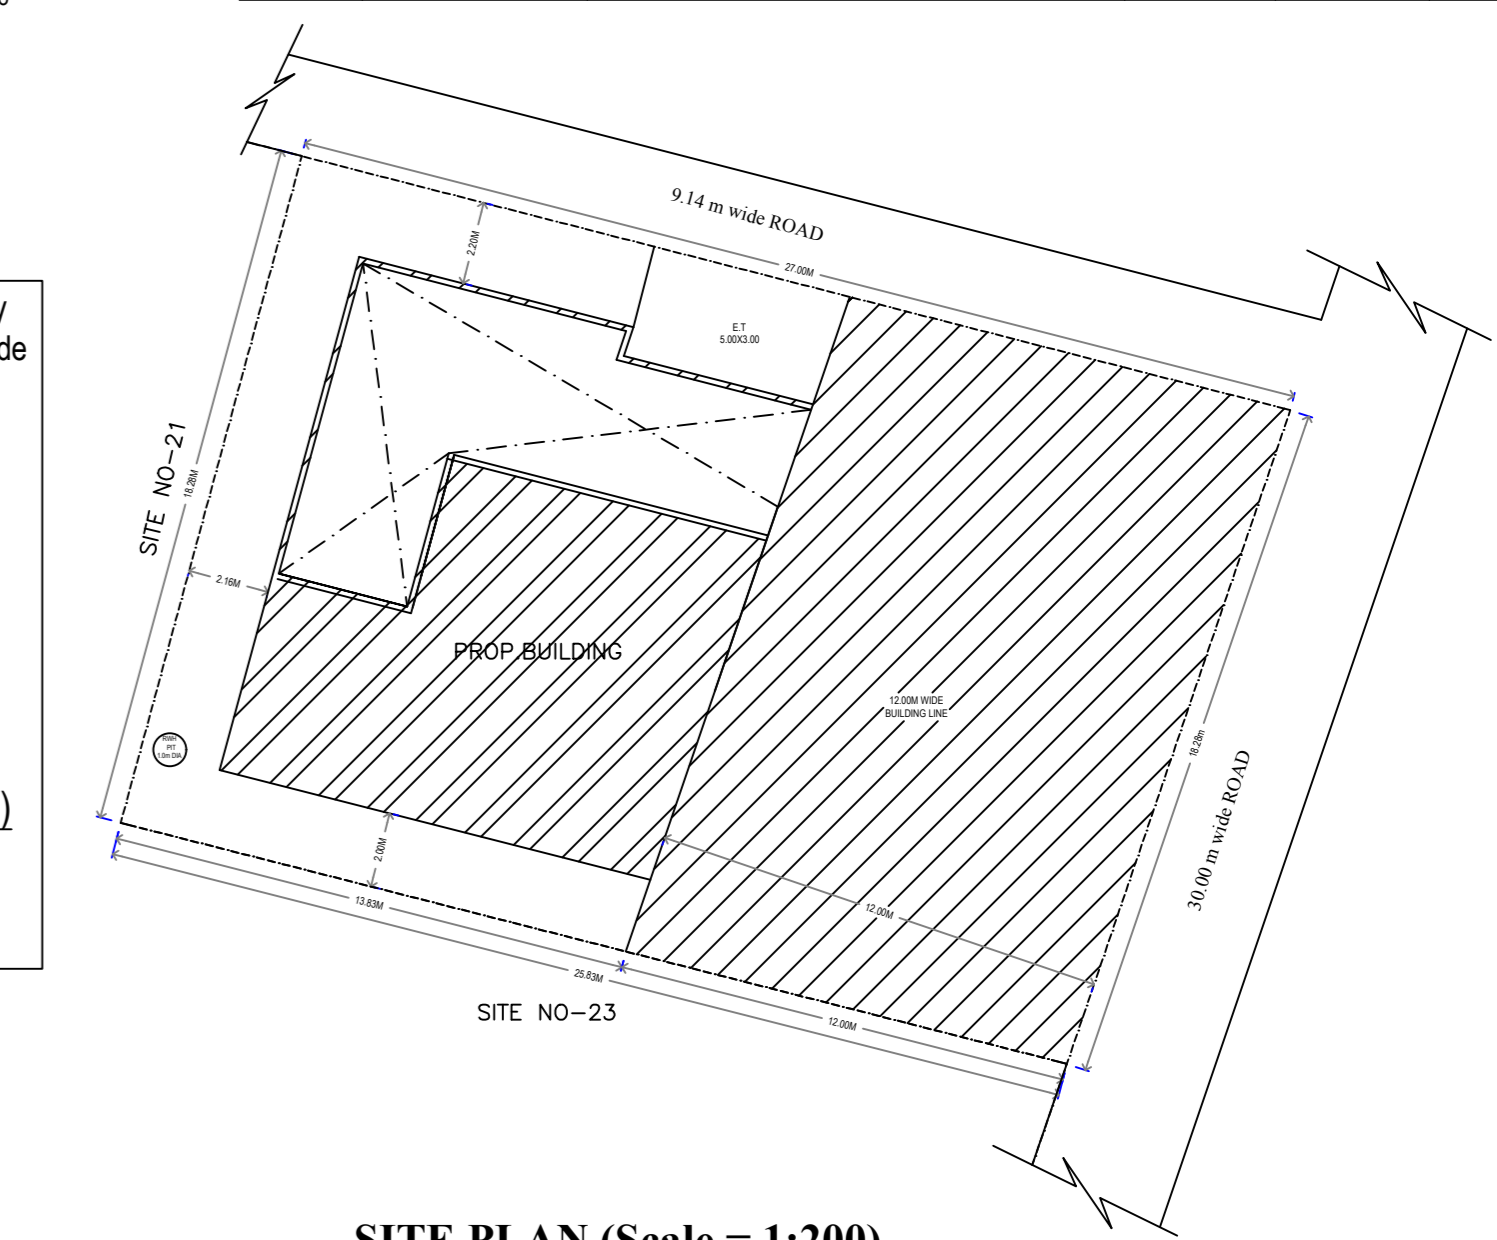 9.14 m wide ROAD
27.00M
2.20M
E.T
5.00X3.00
de
SITE NO-21
18.28M
2.16M
PROP.BUILDING
12.00M WIDE
BUILDING LINE
RWH
PIT
1.0m DIA
18.28m
30.00 m wide ROAD
)
2.00M
13.83M
12.00M
25.83M
12.00M
SITE NO-23
SITE PLAN (Scale = 1:200)